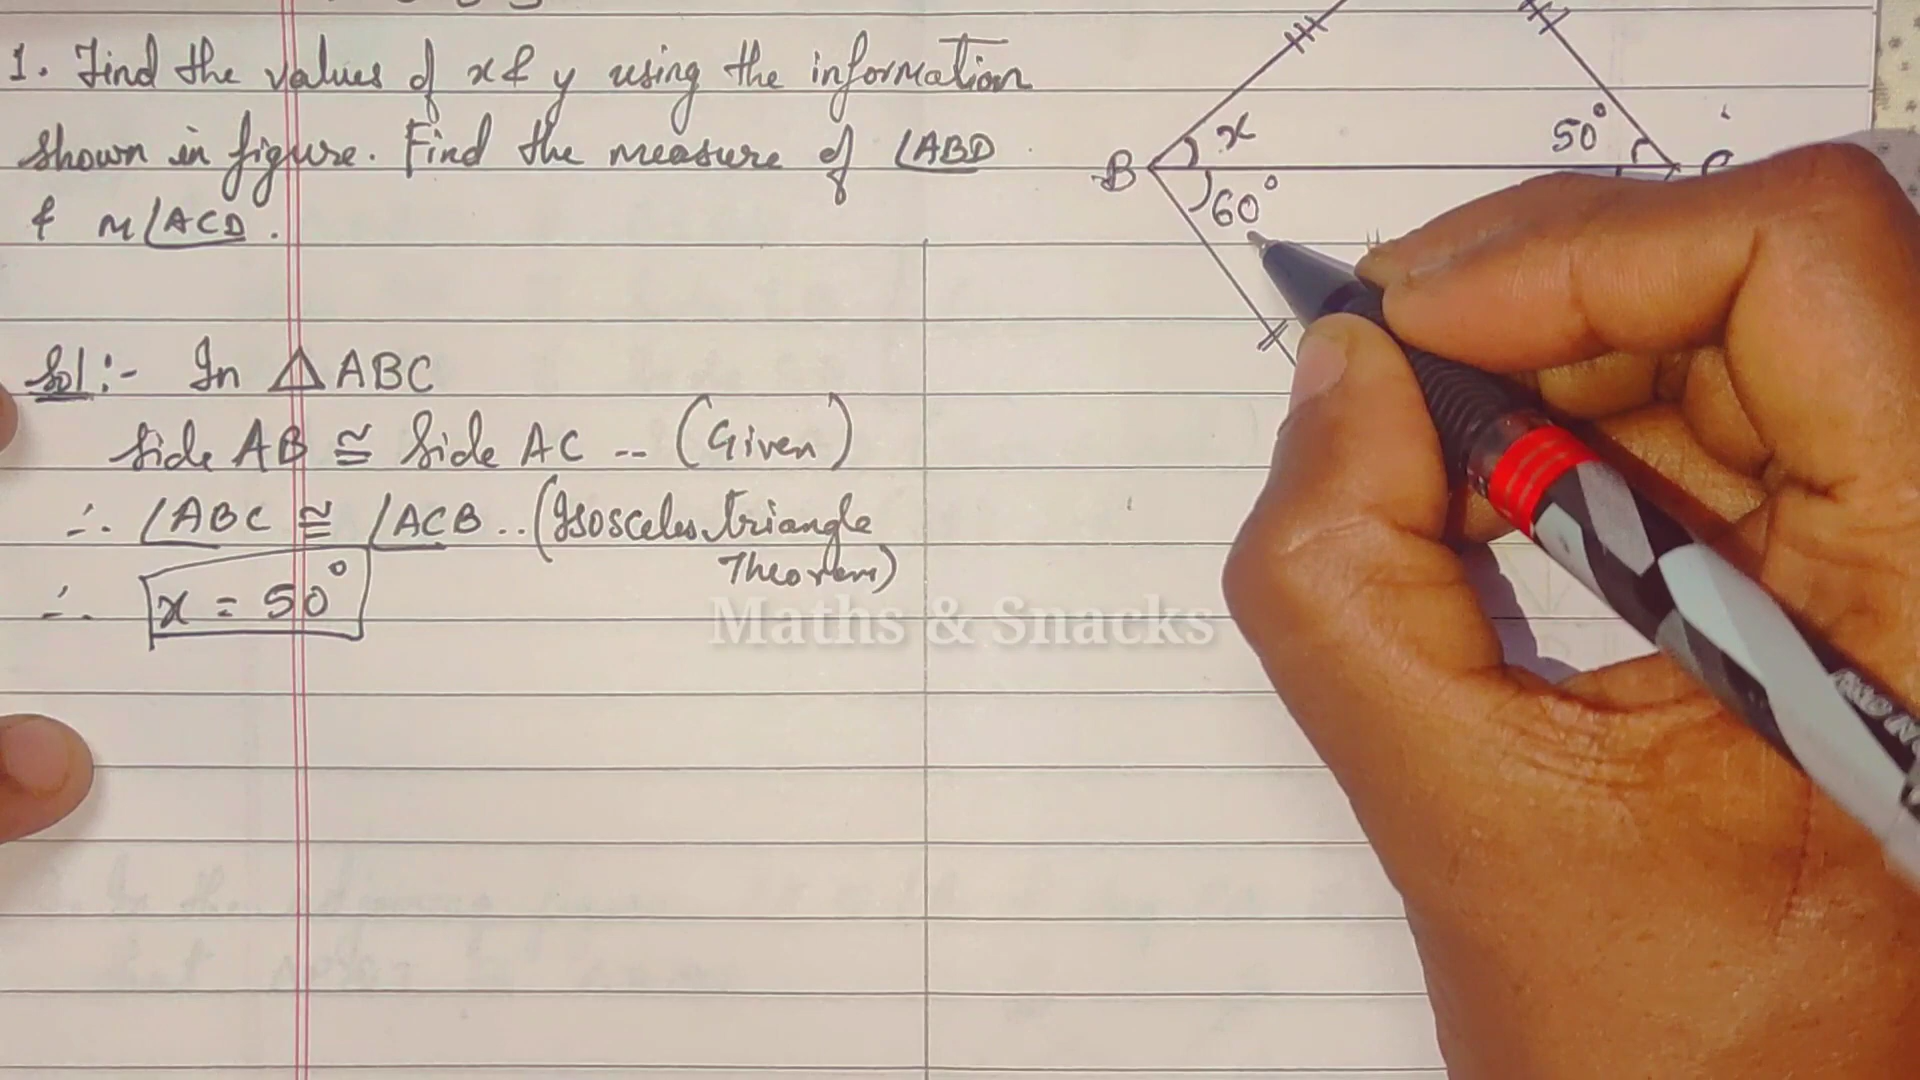 1. Find the values of x & y using the information
shown in figure. Find the measure of ∠ABD
& m∠ACD.
Sol:- In △ABC
Side AB ≅ Side AC -- (Given)
∴ ∠ABC ≅ ∠ACB .. (Isosceles triangle
Theorem)
∴ x = 50°
B
x
50°
C
60°
Maths & Snacks